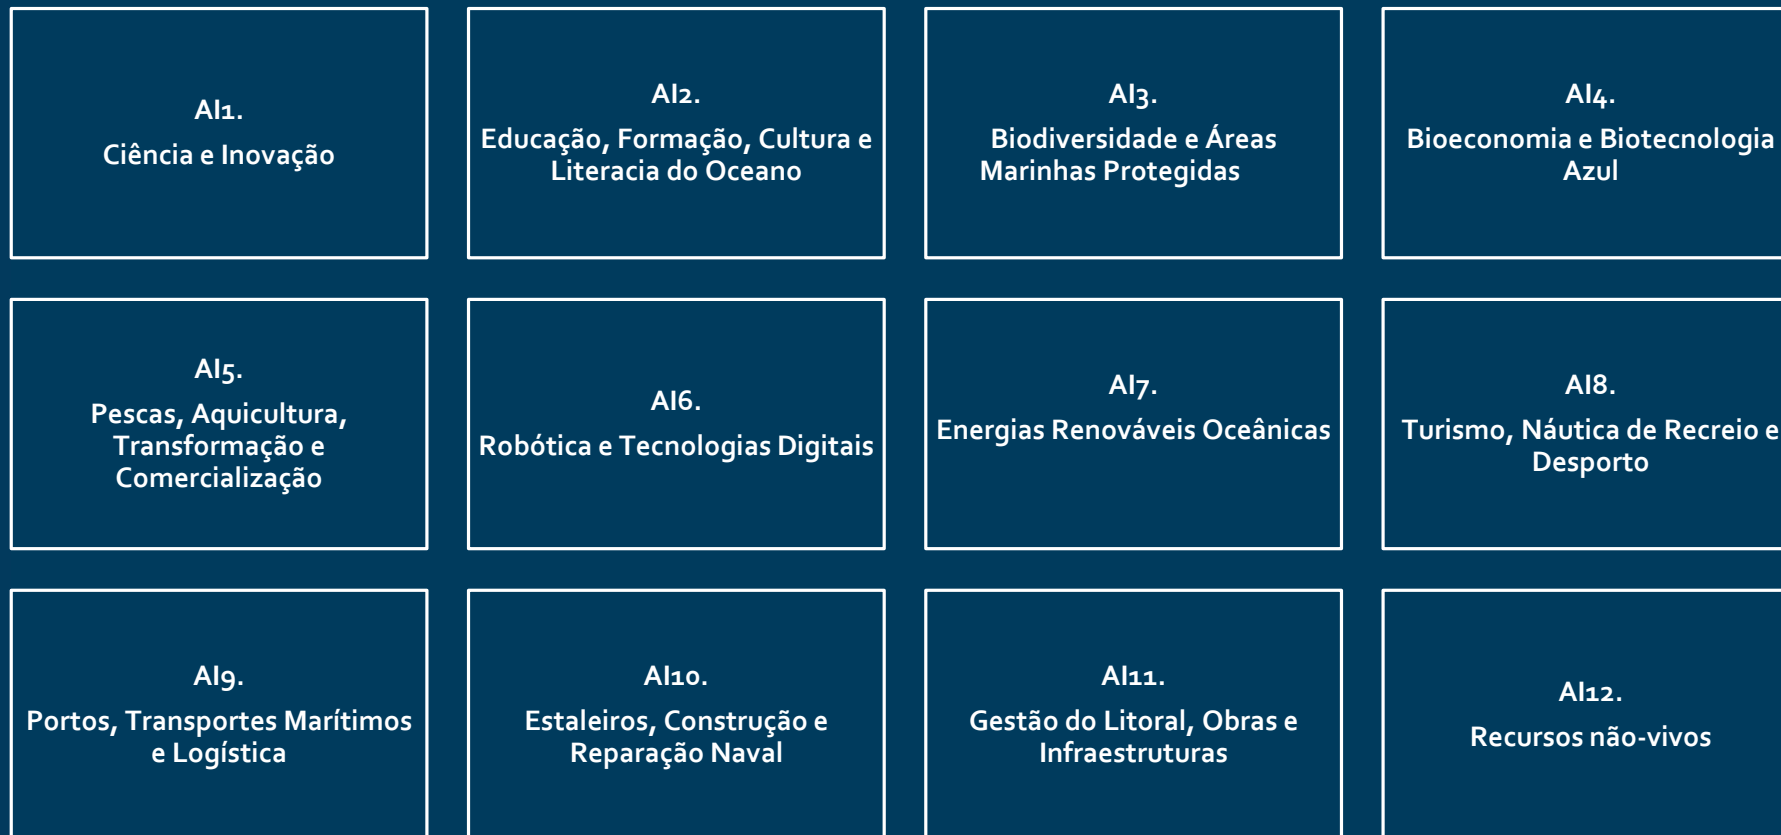 AI1.
Ciência e Inovação
AI2.
Educação, Formação, Cultura e
Literacia do Oceano
AI3.
Biodiversidade e Áreas
Marinhas Protegidas
AI4.
Bioeconomia e Biotecnologia
Azul
AI5.
Pescas, Aquicultura,
Transformação e
Comercialização
AI6.
Robótica e Tecnologias Digitais
AI7.
Energias Renováveis Oceânicas
AI8.
Turismo, Náutica de Recreio e
Desporto
AI9.
Portos, Transportes Marítimos
e Logística
AI10.
Estaleiros, Construção e
Reparação Naval
AI11.
Gestão do Litoral, Obras e
Infraestruturas
AI12.
Recursos não-vivos